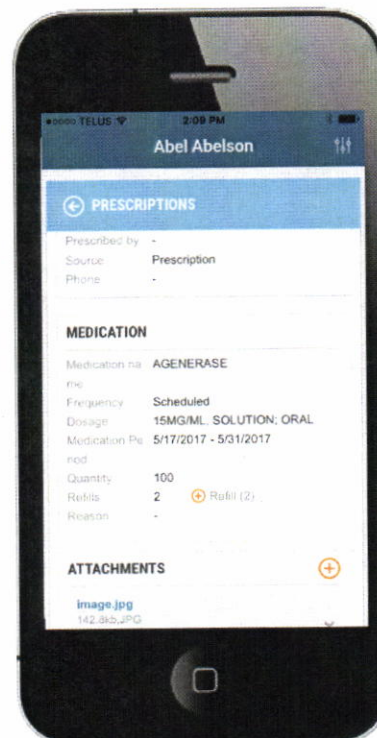 ●○○○○ TELUS 2:09 PM
Abel Abelson
PRESCRIPTIONS
Prescribed by -
Source Prescription
Phone -
MEDICATION
Medication na AGENERASE
me
Frequency Scheduled
Dosage 15MG/ML, SOLUTION; ORAL
Medication Pe 5/17/2017 - 5/31/2017
riod
Quantity 100
Refills 2 Refill (2)
Reason -
ATTACHMENTS
image.jpg
142.8kb,JPG